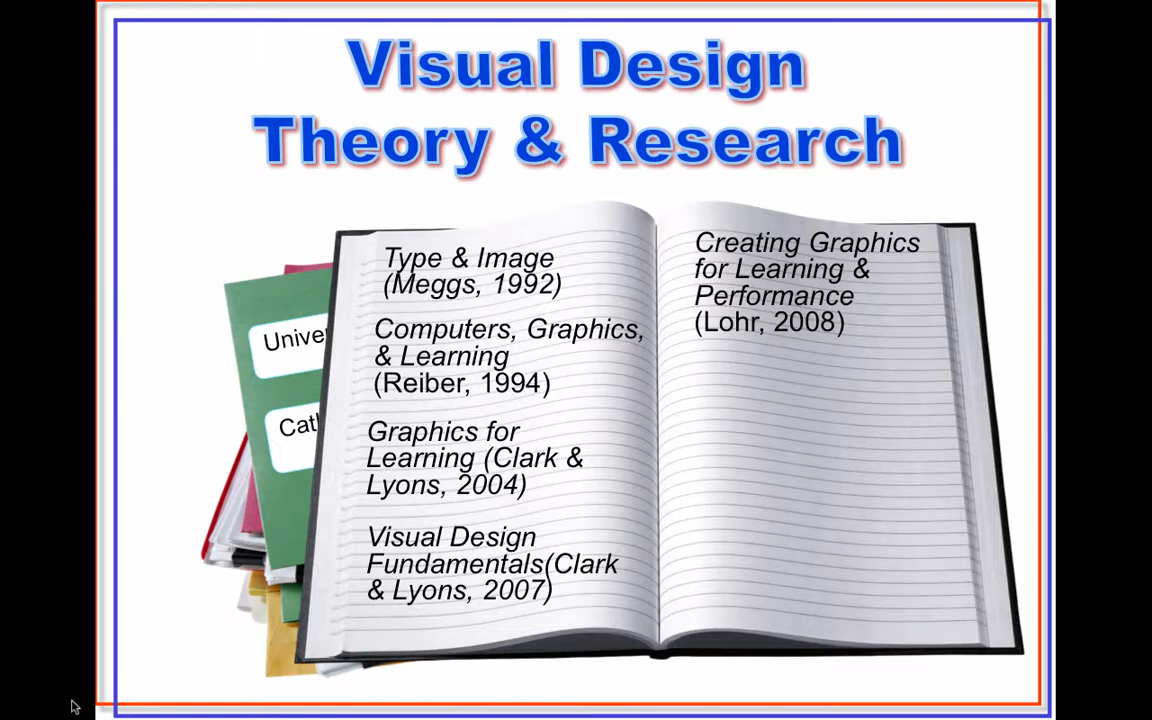 Visual Design
Theory & Research
Type & Image
(Meggs, 1992)
Computers, Graphics,
& Learning
(Reiber, 1994)
Graphics for
Learning (Clark &
Lyons, 2004)
Visual Design
Fundamentals(Clark
& Lyons, 2007)
Creating Graphics
for Learning &
Performance
(Lohr, 2008)